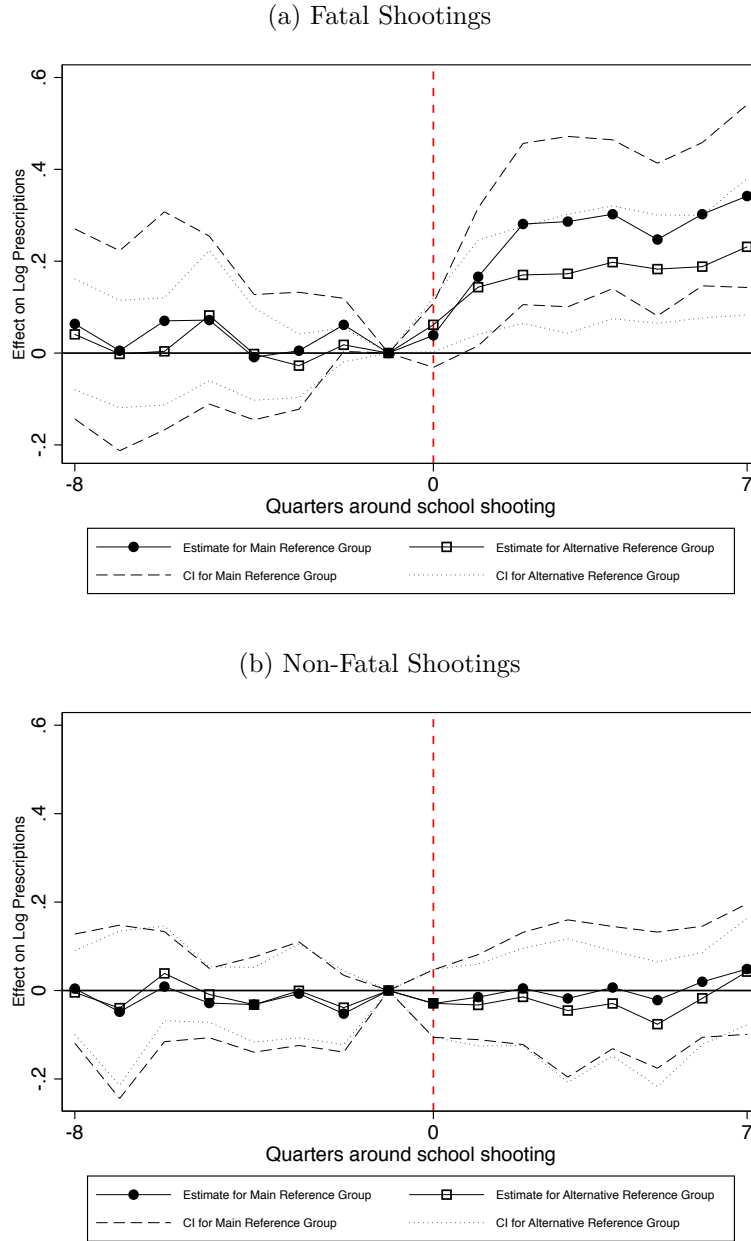 (a) Fatal Shootings
.6
.4
.2
0
-.2
Effect on Log Prescriptions
-8
0
7
Quarters around school shooting
Estimate for Main Reference Group
Estimate for Alternative Reference Group
CI for Main Reference Group
CI for Alternative Reference Group
(b) Non-Fatal Shootings
.6
.4
.2
0
-.2
Effect on Log Prescriptions
-8
0
7
Quarters around school shooting
Estimate for Main Reference Group
Estimate for Alternative Reference Group
CI for Main Reference Group
CI for Alternative Reference Group